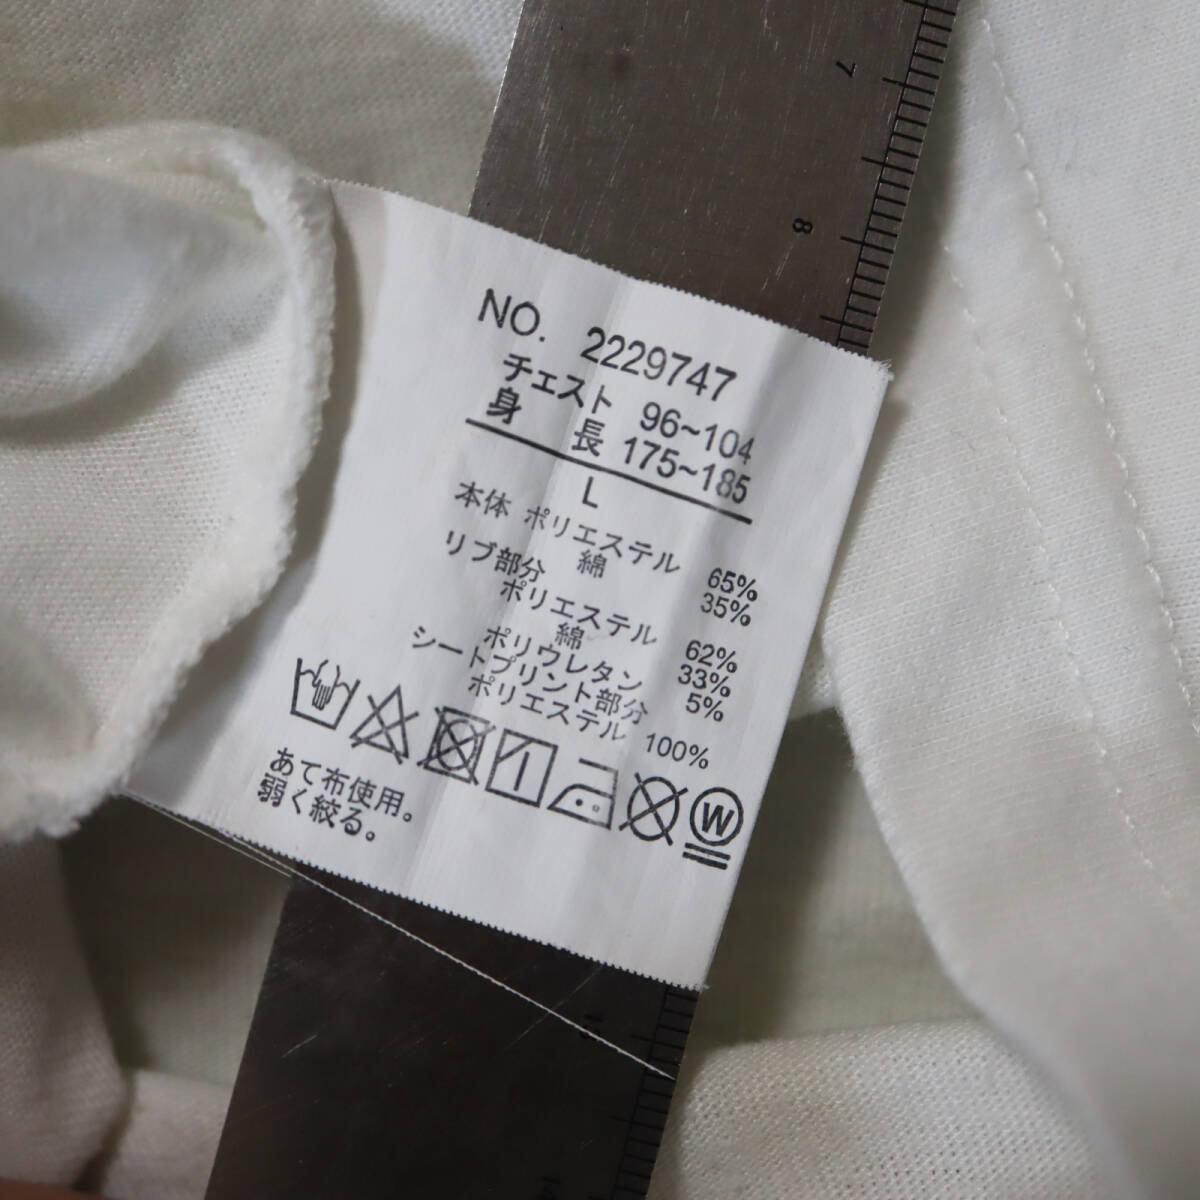 7
8
NO. 2229747
チェスト 96~104
身長 175~185
L
本体 ポリエステル 65%
綿 35%
リブ部分
ポリエステル 62%
綿 33%
ポリウレタン 5%
シートプリント部分
ポリエステル 100%
W
あて布使用。
弱く絞る。